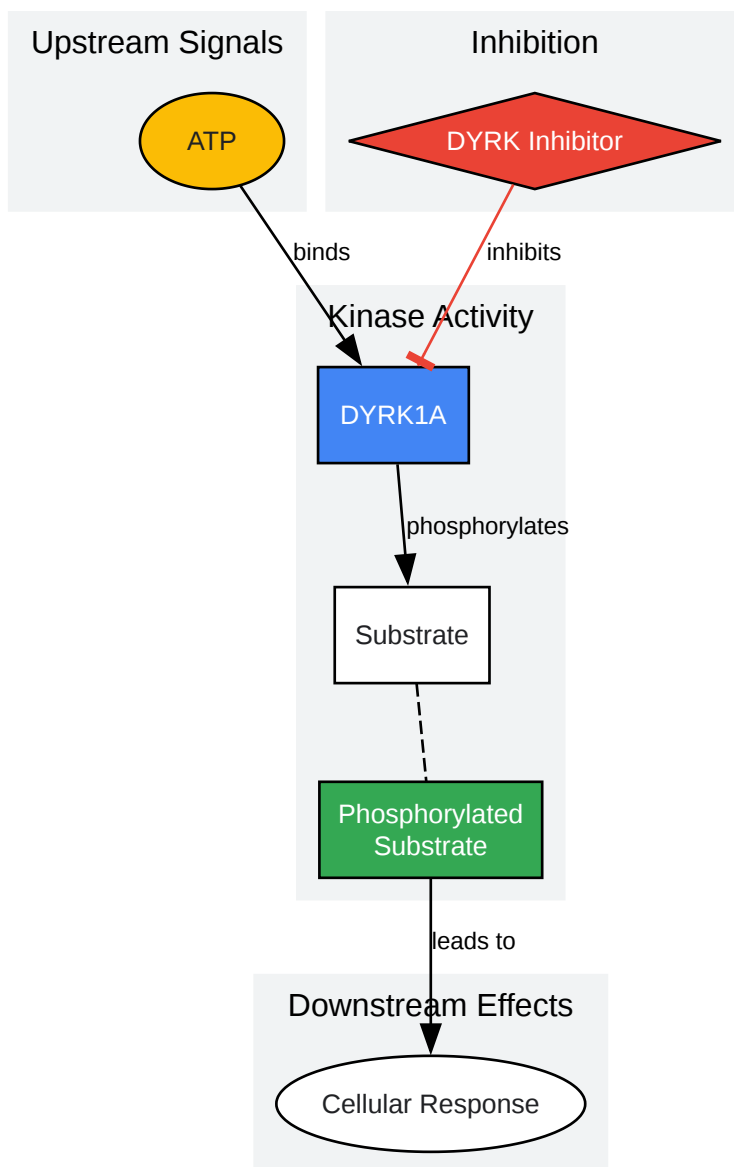 Upstream Signals
Inhibition
ATP
DYRK Inhibitor
binds
inhibits
Kinase Activity
DYRK1A
phosphorylates
Substrate
Phosphorylated
Substrate
leads to
Downstream Effects
Cellular Response